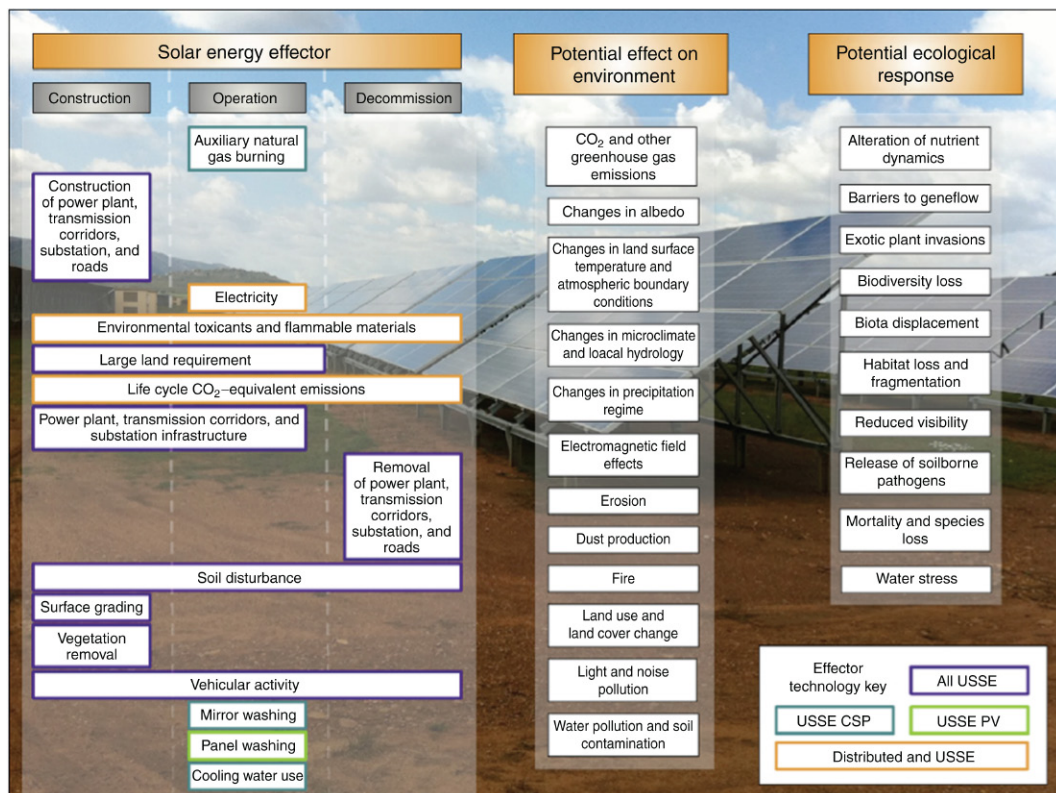 Solar energy effector
Construction
Operation
Decommission
Auxiliary natural
gas burning
Construction
of power plant,
transmission
corridors,
substation, and
roads
Electricity
Environmental toxicants and flammable materials
Large land requirement
Life cycle CO₂–equivalent emissions
Power plant, transmission corridors, and
substation infrastructure
Removal
of power plant,
transmission
corridors,
substation, and
roads
Soil disturbance
Surface grading
Vegetation
removal
Vehicular activity
Mirror washing
Panel washing
Cooling water use
Potential effect on
environment
CO₂ and other
greenhouse gas
emissions
Changes in albedo
Changes in land surface
temperature and
atmospheric boundary
conditions
Changes in microclimate
and loacal hydrology
Changes in precipitation
regime
Electromagnetic field
effects
Erosion
Dust production
Fire
Land use and
land cover change
Light and noise
pollution
Water pollution and soil
contamination
Potential ecological
response
Alteration of nutrient
dynamics
Barriers to geneflow
Exotic plant invasions
Biodiversity loss
Biota displacement
Habitat loss and
fragmentation
Reduced visibility
Release of soilborne
pathogens
Mortality and species
loss
Water stress
Effector
technology key
All USSE
USSE CSP
USSE PV
Distributed and USSE